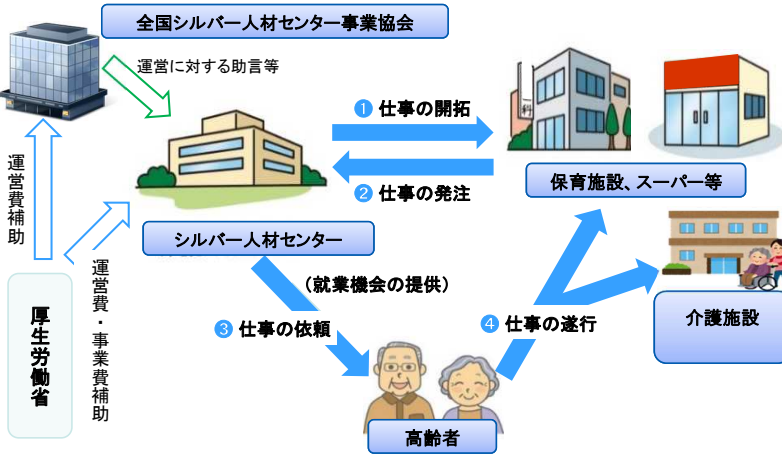 全国シルバー人材センター事業協会
運営に対する助言等
❶ 仕事の開拓
科
❷ 仕事の発注
保育施設、スーパー等
運営費補助
シルバー人材センター
運営費・事業費補助
(就業機会の提供)
厚生労働省
❸ 仕事の依頼
❹ 仕事の遂行
介護施設
高齢者